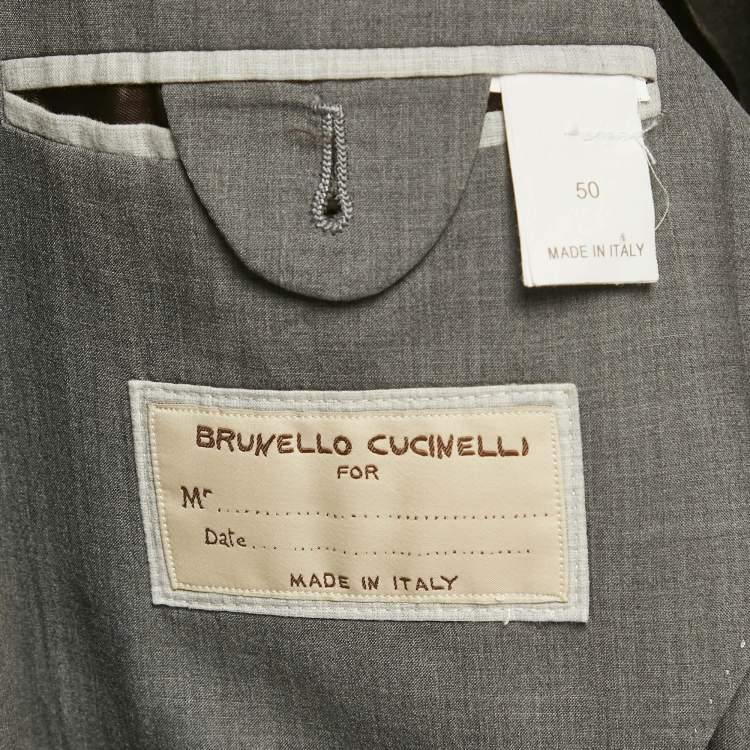 50
MADE IN ITALY
BRUNELLO CUCINELLI
FOR
Mr ........................................
Date ........................................
MADE IN ITALY